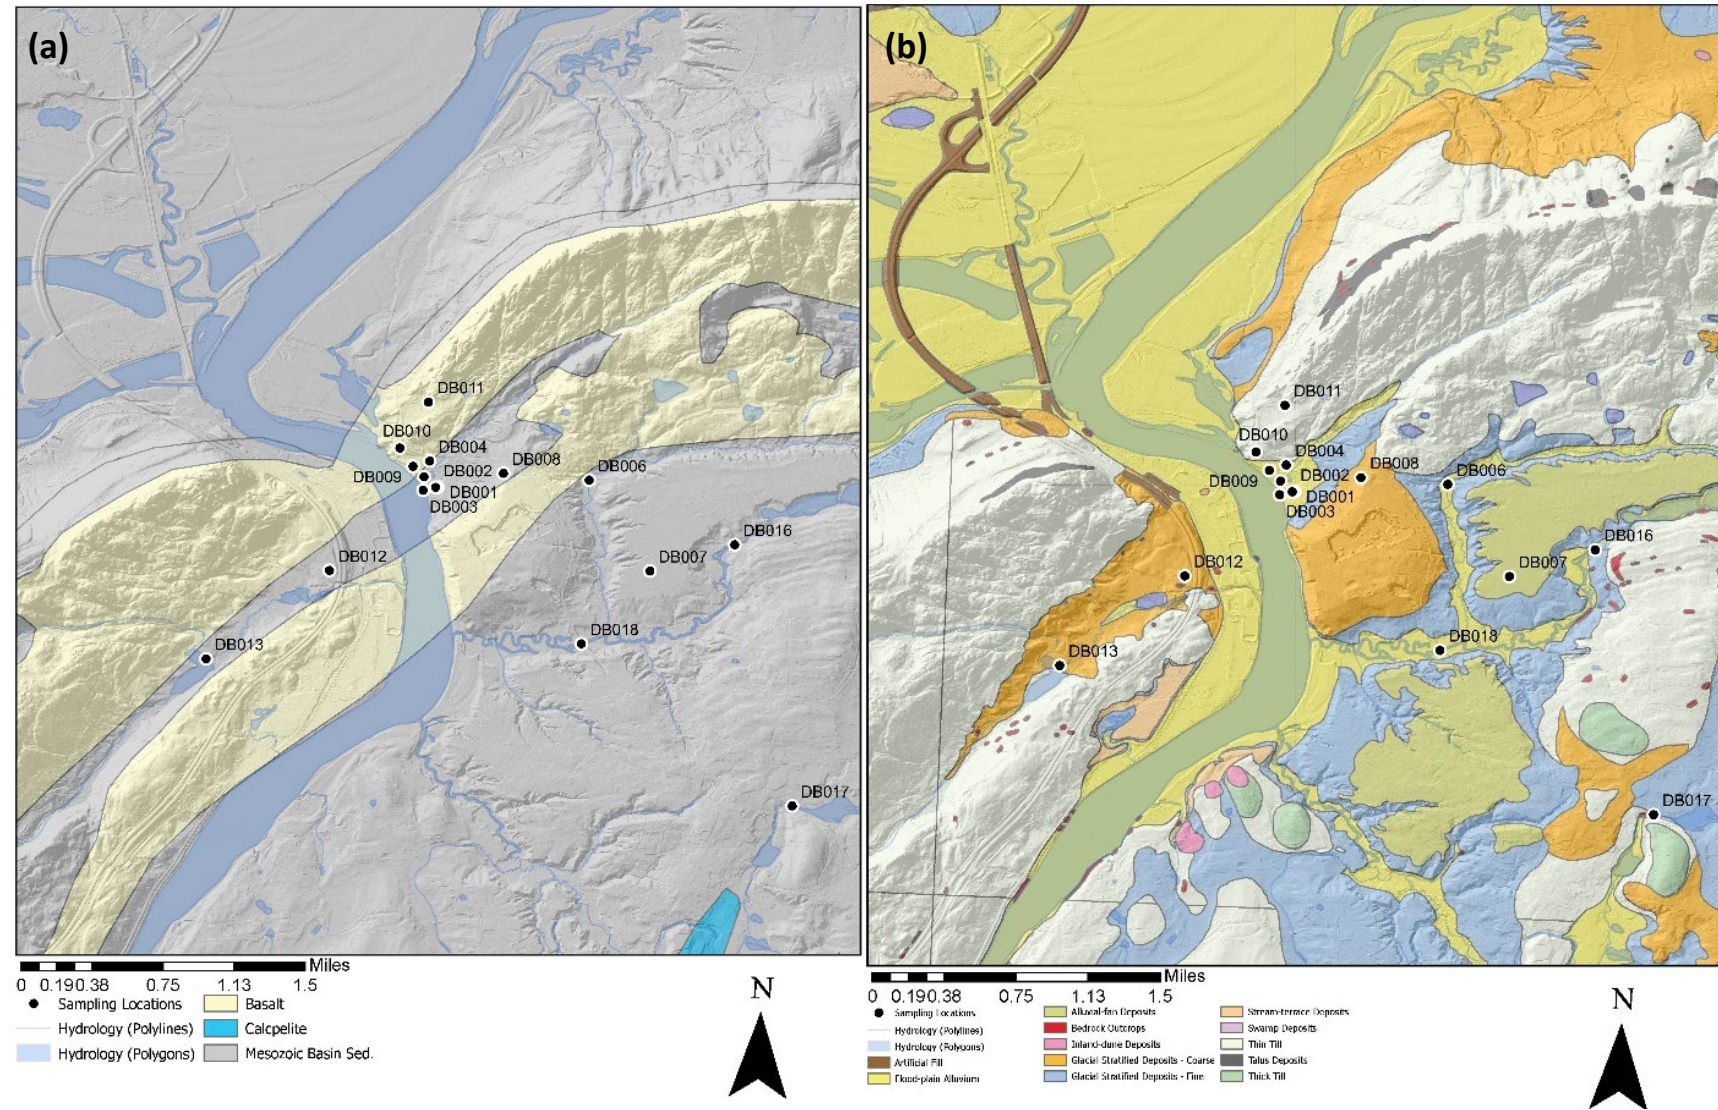 (a)
DB011
DB010
DB004
DB002
DB008
DB009
DB006
DB001
DB003
DB016
DB012
DB007
DB018
DB013
DB017
Miles
0 0.190.38 0.75 1.13 1.5
Sampling Locations
Hydrology (Polylines)
Hydrology (Polygons)
Basalt
Calcpelite
Mesozoic Basin Sed.
N
(b)
DB011
DB010
DB004
DB002
DB008
DB009
DB006
DB001
DB003
DB016
DB012
DB007
DB018
DB013
DB017
Miles
0 0.190.38 0.75 1.13 1.5
Sampling Locations
Hydrology (Polylines)
Hydrology (Polygons)
Artificial Fill
Flood-plain Alluvium
Alluvial-fan Deposits
Bedrock Outcrops
Inland-dune Deposits
Glacial Stratified Deposits - Coarse
Glacial Stratified Deposits - Fine
Stream-terrace Deposits
Swamp Deposits
Thin Till
Talus Deposits
Thick Till
N